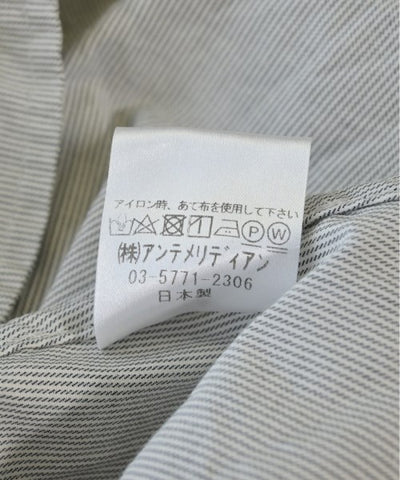 アイロン時、あて布を使用して下さい
P W
(株)アンテメリディアン
03-5771-2306
日本製